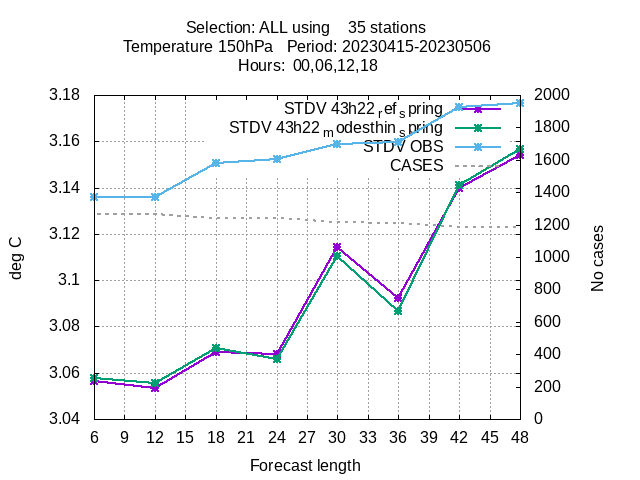 Selection: ALL using 35 stations
Temperature 150hPa Period: 20230415-20230506
Hours: 00,06,12,18
3.18
3.16
3.14
3.12
3.1
3.08
3.06
3.04
deg C
STDV 43h22ref_spring
STDV 43h22modesthin_spring
STDV OBS
CASES
2000
1800
1600
1400
1200
1000
800
600
400
200
0
No cases
6 9 12 15 18 21 24 27 30 33 36 39 42 45 48
Forecast length